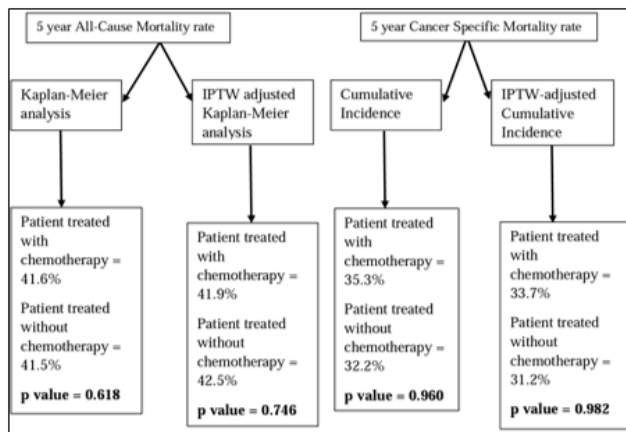 5 year All-Cause Mortality rate
5 year Cancer Specific Mortality rate
Kaplan-Meier
analysis
IPTW adjusted
Kaplan-Meier
analysis
Cumulative
Incidence
IPTW-adjusted
Cumulative
Incidence
Patient treated
with
chemotherapy =
41.6%
Patient treated
without
chemotherapy =
41.5%
p value = 0.618
Patient treated
with
chemotherapy =
41.9%
Patient treated
without
chemotherapy =
42.5%
p value = 0.746
Patient treated
with
chemotherapy =
35.3%
Patient treated
without
chemotherapy =
32.2%
p value = 0.960
Patient treated
with
chemotherapy =
33.7%
Patient treated
without
chemotherapy =
31.2%
p value = 0.982